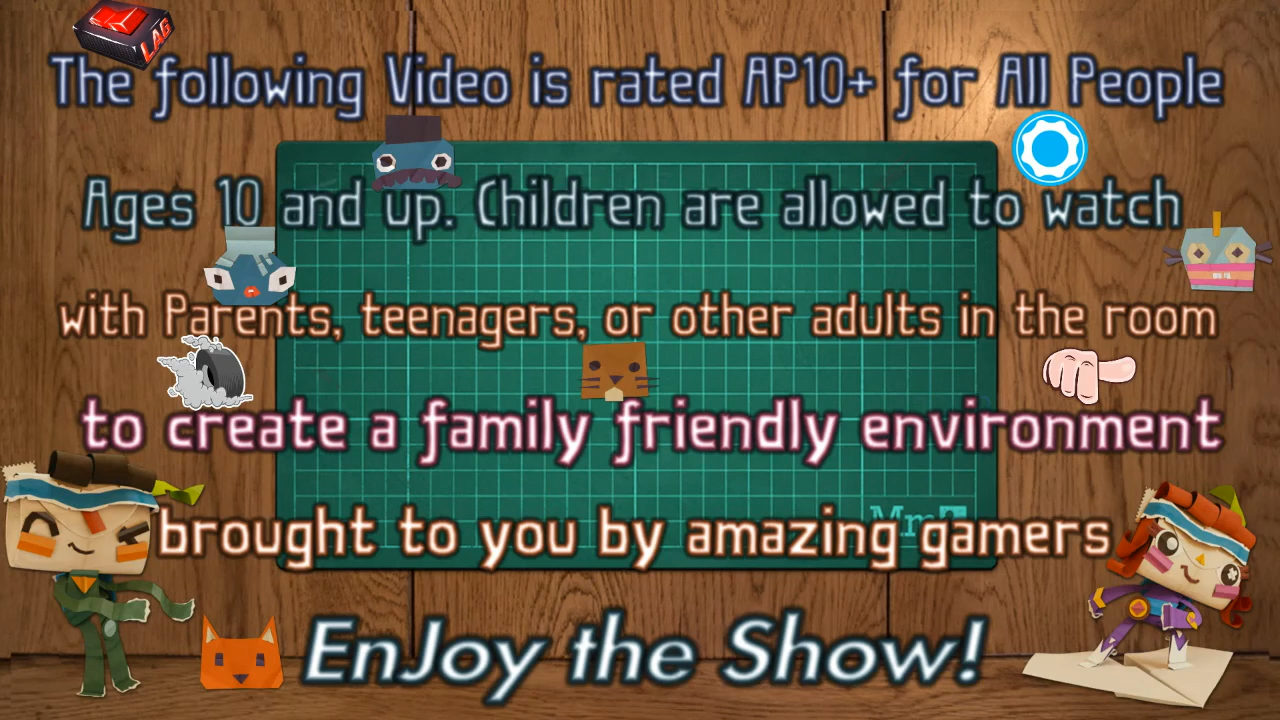 LAG
The following Video is rated AP10+ for All People
Ages 10 and up. Children are allowed to watch
with Parents, teenagers, or other adults in the room
to create a family friendly environment
brought to you by amazing gamers
Mm
EnJoy the Show!